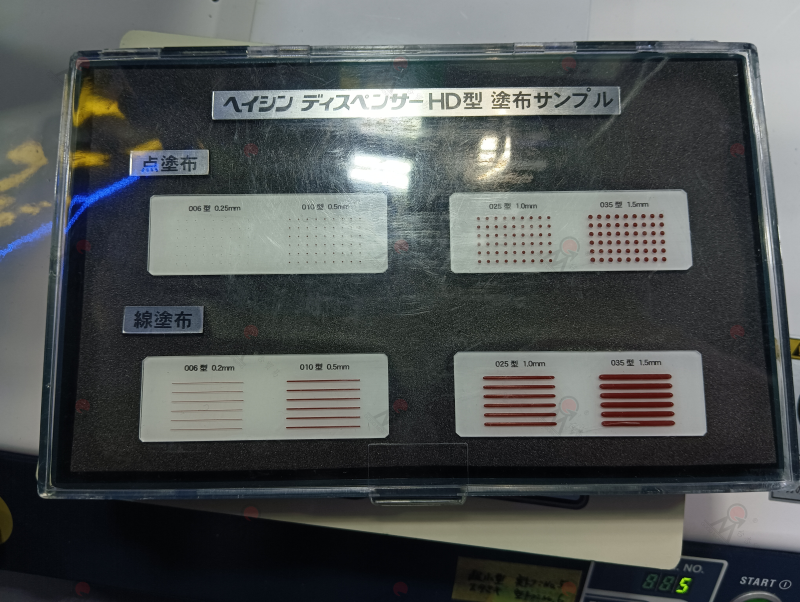 ヘイシン ディスペンサーHD型 塗布サンプル
点塗布
006型 0.25mm
010型 0.5mm
025型 1.0mm
035型 1.5mm
線塗布
006型 0.2mm
010型 0.5mm
025型 1.0mm
035型 1.5mm
NO.
5
START